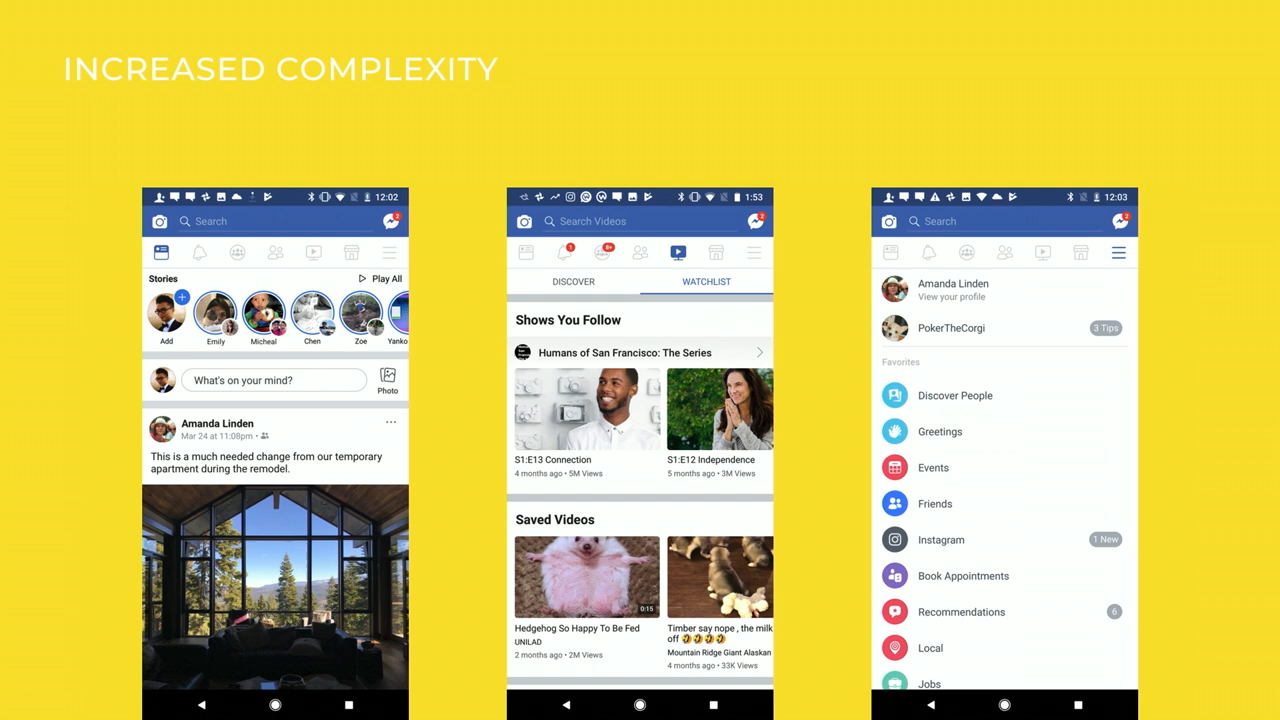 INCREASED COMPLEXITY
12:02
Search
2
Stories
Play All
Add
Emily
Micheal
Chen
Zoe
Yanko
What's on your mind?
Photo
Amanda Linden
Mar 24 at 11:08pm •
This is a much needed change from our temporary
apartment during the remodel.
1:53
Search Videos
2
1
8+
DISCOVER
WATCHLIST
Shows You Follow
Humans of San Francisco: The Series
S1:E13 Connection
4 months ago • 5M Views
S1:E12 Independence
5 months ago • 3M Views
Saved Videos
0:15
Hedgehog So Happy To Be Fed
UNILAD
2 months ago • 2M Views
Timber say nope , the milk
off 🤣🤣🤣🤣
Mountain Ridge Giant Alaskan
4 months ago • 33K Views
12:03
Search
2
Amanda Linden
View your profile
PokerTheCorgi
3 Tips
Favorites
Discover People
Greetings
Events
Friends
Instagram
1 New
Book Appointments
Recommendations
6
Local
Jobs